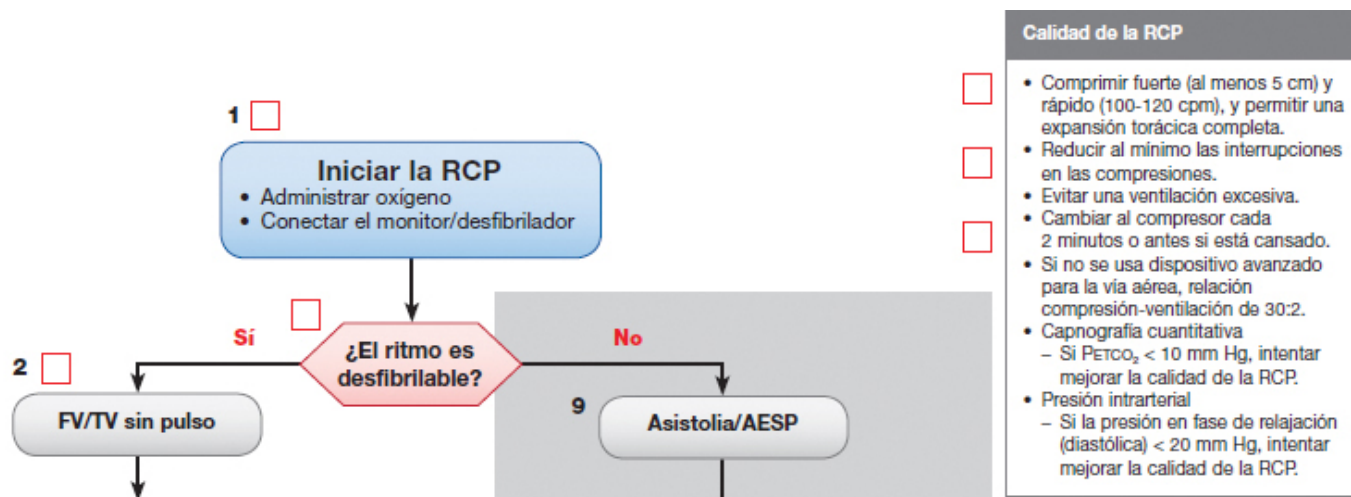 1
Iniciar la RCP
• Administrar oxígeno
• Conectar el monitor/desfibrilador
¿El ritmo es
desfibrilable?
Sí
No
2
FV/TV sin pulso
9
Asistolia/AESP
Calidad de la RCP
• Comprimir fuerte (al menos 5 cm) y
rápido (100-120 cpm), y permitir una
expansión torácica completa.
• Reducir al mínimo las interrupciones
en las compresiones.
• Evitar una ventilación excesiva.
• Cambiar al compresor cada
2 minutos o antes si está cansado.
• Si no se usa dispositivo avanzado
para la vía aérea, relación
compresión-ventilación de 30:2.
• Capnografía cuantitativa
– Si PETCO₂ < 10 mm Hg, intentar
mejorar la calidad de la RCP.
• Presión intrarterial
– Si la presión en fase de relajación
(diastólica) < 20 mm Hg, intentar
mejorar la calidad de la RCP.